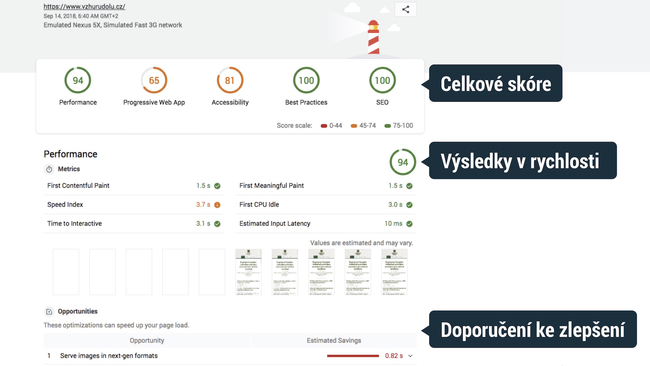 https://www.vzhurudolu.cz/
Sep 14, 2018, 6:40 AM GMT+2
Emulated Nexus 5X, Simulated Fast 3G network
94 65 81 100 100
Performance Progressive Web App Accessibility Best Practices SEO
Celkové skóre
Score scale: 0-44 45-74 75-100
Performance 94
Výsledky v rychlosti
Metrics
First Contentful Paint 1.5 s First Meaningful Paint 1.5 s
Speed Index 3.7 s First CPU Idle 3.0 s
Time to Interactive 3.1 s Estimated Input Latency 10 ms
Values are estimated and may vary.
Opportunities
These optimizations can speed up your page load.
Doporučení ke zlepšení
Opportunity Estimated Savings
1 Serve images in next-gen formats 0.82 s